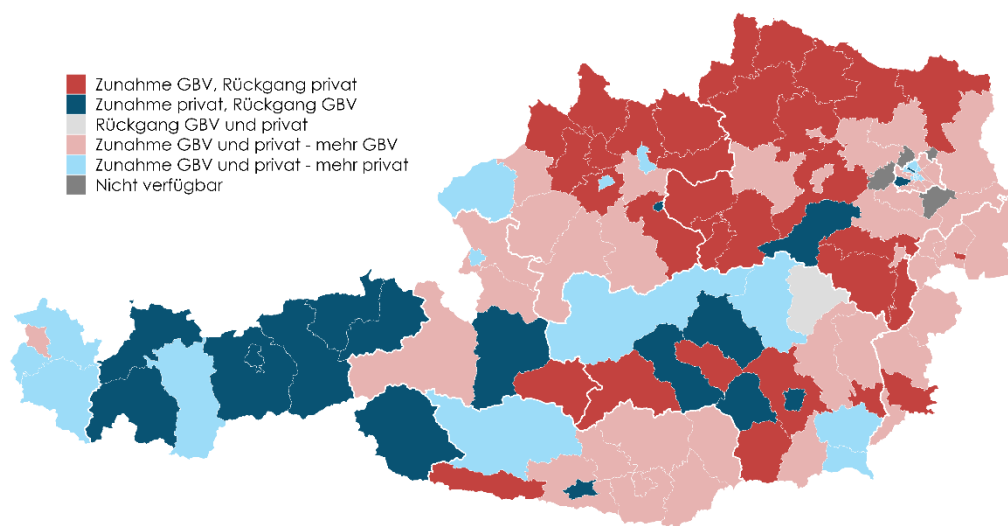 Zunahme GBV, Rückgang privat
Zunahme privat, Rückgang GBV
Rückgang GBV und privat
Zunahme GBV und privat - mehr GBV
Zunahme GBV und privat - mehr privat
Nicht verfügbar